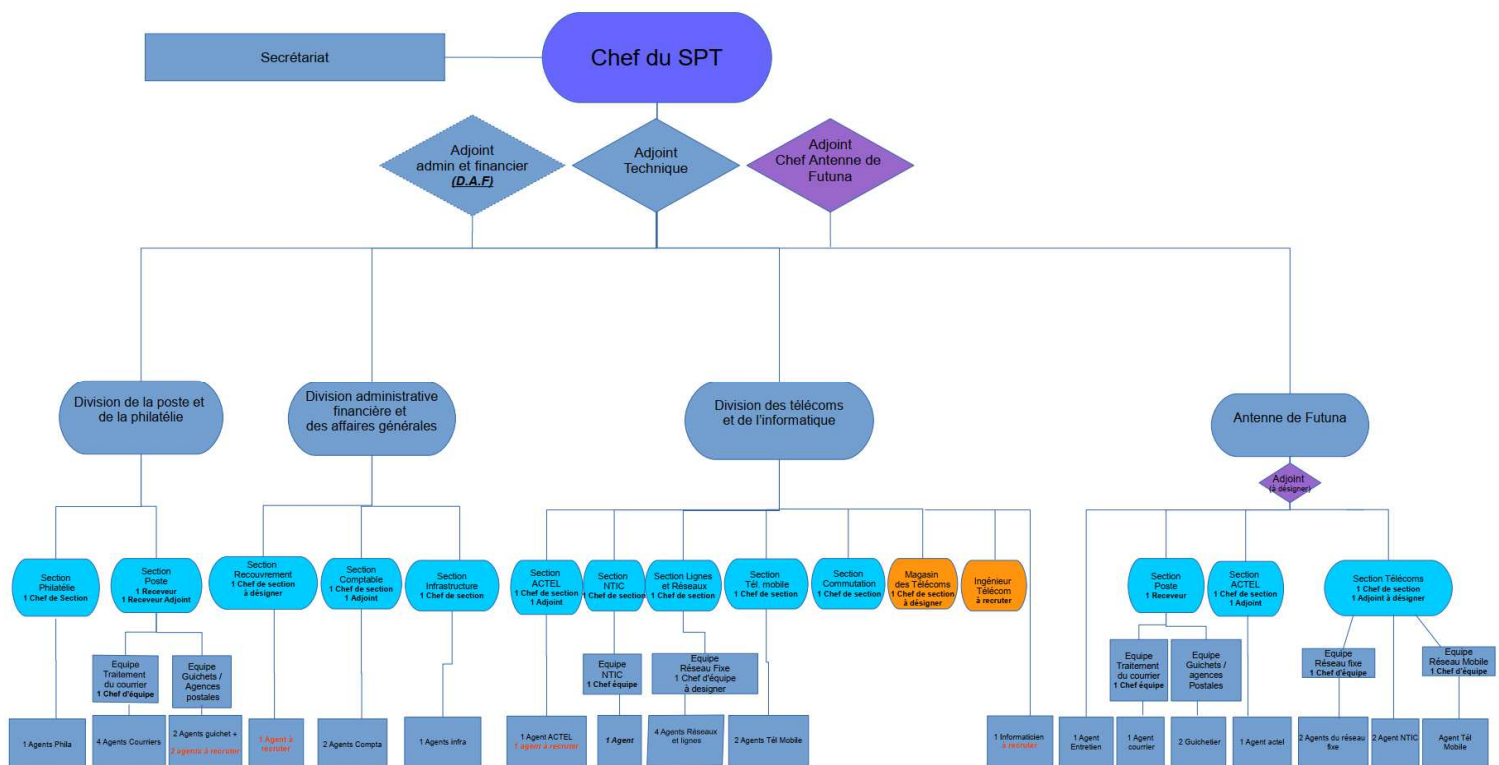 Secrétariat
Chef du SPT
Adjoint
admin et financier
(D.A.F)
Adjoint
Technique
Adjoint
Chef Antenne de
Futuna
Division de la poste et
de la philatélie
Division administrative
financière et
des affaires générales
Division des télécoms
et de l'informatique
Antenne de Futuna
Adjoint
(à désigner)
Section
Philatélie
1 Chef de Section
Section
Poste
1 Receveur
1 Receveur Adjoint
Section
Recouvrement
1 Chef de section
à désigner
Section
Comptable
1 Chef de section
1 Adjoint
Section
Infrastructure
1 Chef de section
Section
ACTEL
1 Chef de section
1 Adjoint
Section
NTIC
1 Chef de section
Section Lignes
et Réseaux
1 Chef de section
Section
Tél. mobile
1 Chef de section
Section
Commutation
1 Chef de section
Magasin
des Télécoms
1 Chef de section
à désigner
Ingénieur
Télécom
à recruter
Section
Poste
1 Receveur
Section
ACTEL
1 Chef de section
1 Adjoint
Section Télécoms
1 Chef de section
1 Adjoint à désigner
Equipe
Traitement
du courrier
1 Chef d'équipe
Equipe
Guichets /
Agences
postales
Equipe
NTIC
1 Chef équipe
Equipe
Réseau Fixe
1 Chef d'équipe
à designer
Equipe
Traitement
du courrier
1 Chef équipe
Equipe
Guichets /
agences
Postales
Equipe
Réseau fixe
1 Chef d'équipe
Equipe
Réseau Mobile
1 Chef d'équipe
1 Agents Phila
4 Agents Courriers
2 Agents guichet +
2 agents à recruter
1 Agent à
recruter
2 Agents Compta
1 Agents infra
1 Agent ACTEL
1 agent à recruter
1 Agent
4 Agents Réseaux
et lignes
2 Agents Tél Mobile
1 Informaticien
à recruter
1 Agent
Entretien
1 Agent
courrier
2 Guichetier
1 Agent actel
2 Agents du réseau
fixe
2 Agent NTIC
Agent Tél
Mobile